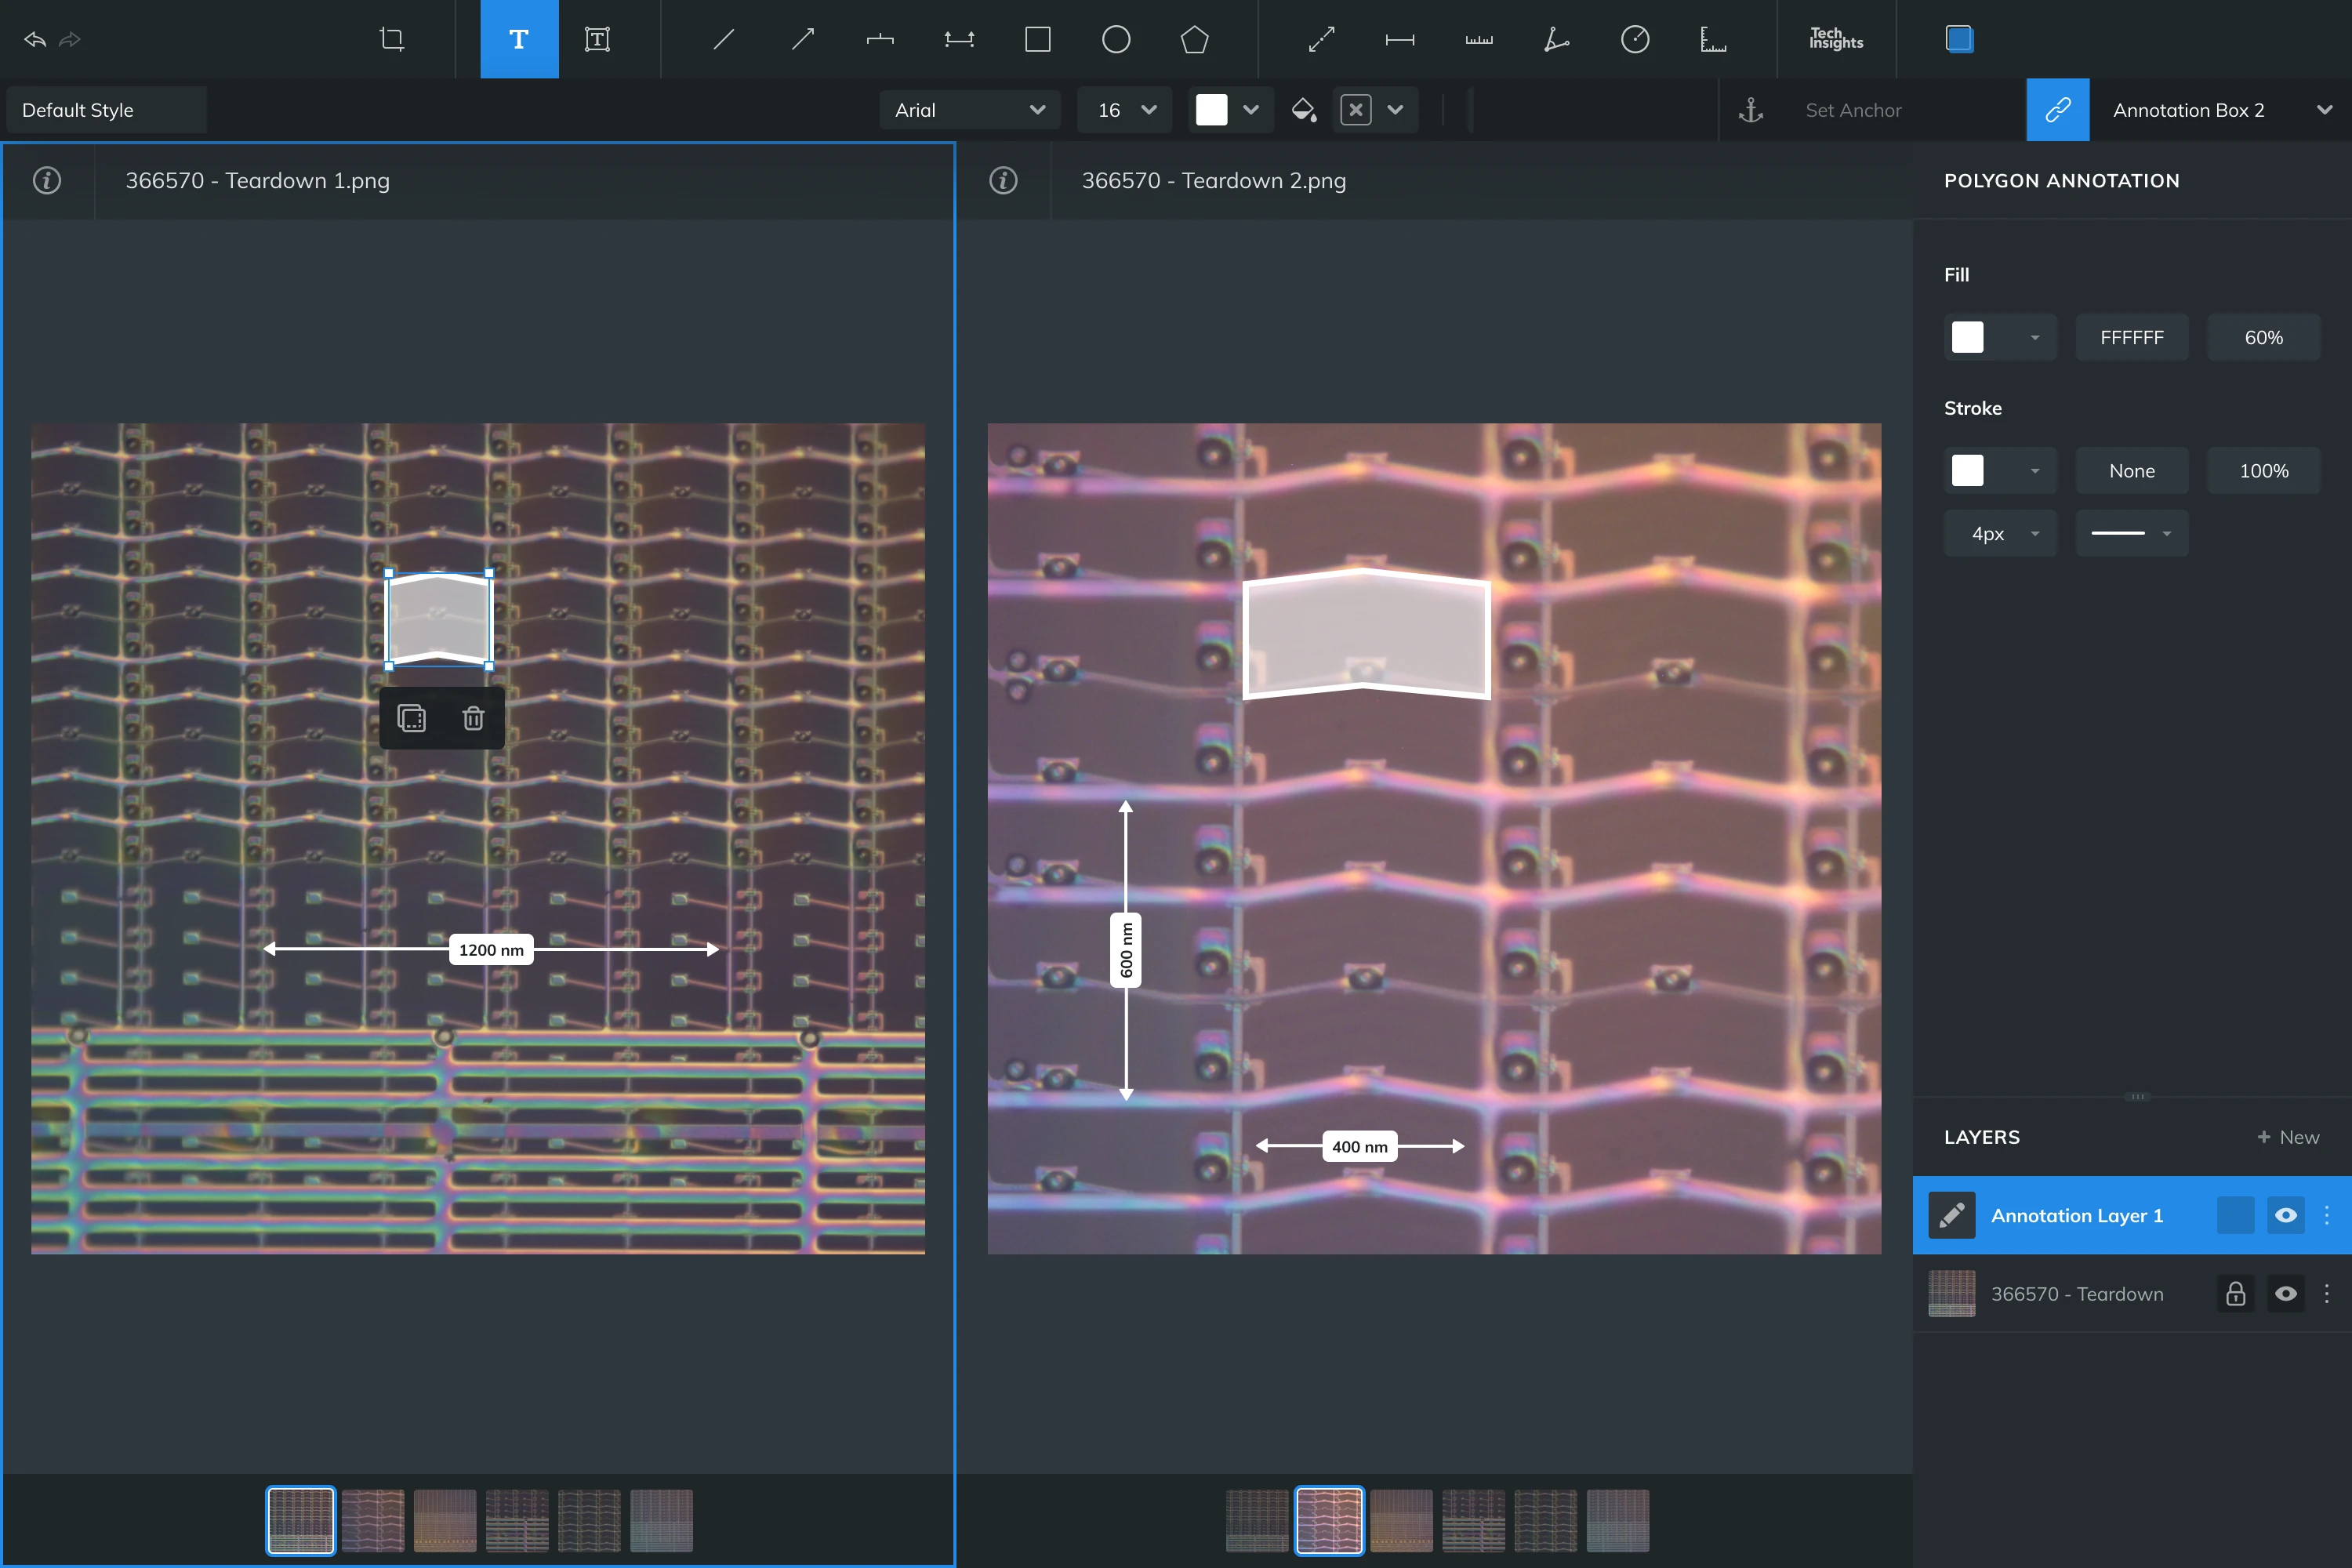 T
T
Tech
Insights
Default Style
Arial
16
Set Anchor
Annotation Box 2
366570 - Teardown 1.png
366570 - Teardown 2.png
POLYGON ANNOTATION
Fill
FFFFFF
60%
Stroke
None
100%
4px
1200 nm
600 nm
400 nm
LAYERS
+ New
Annotation Layer 1
366570 - Teardown